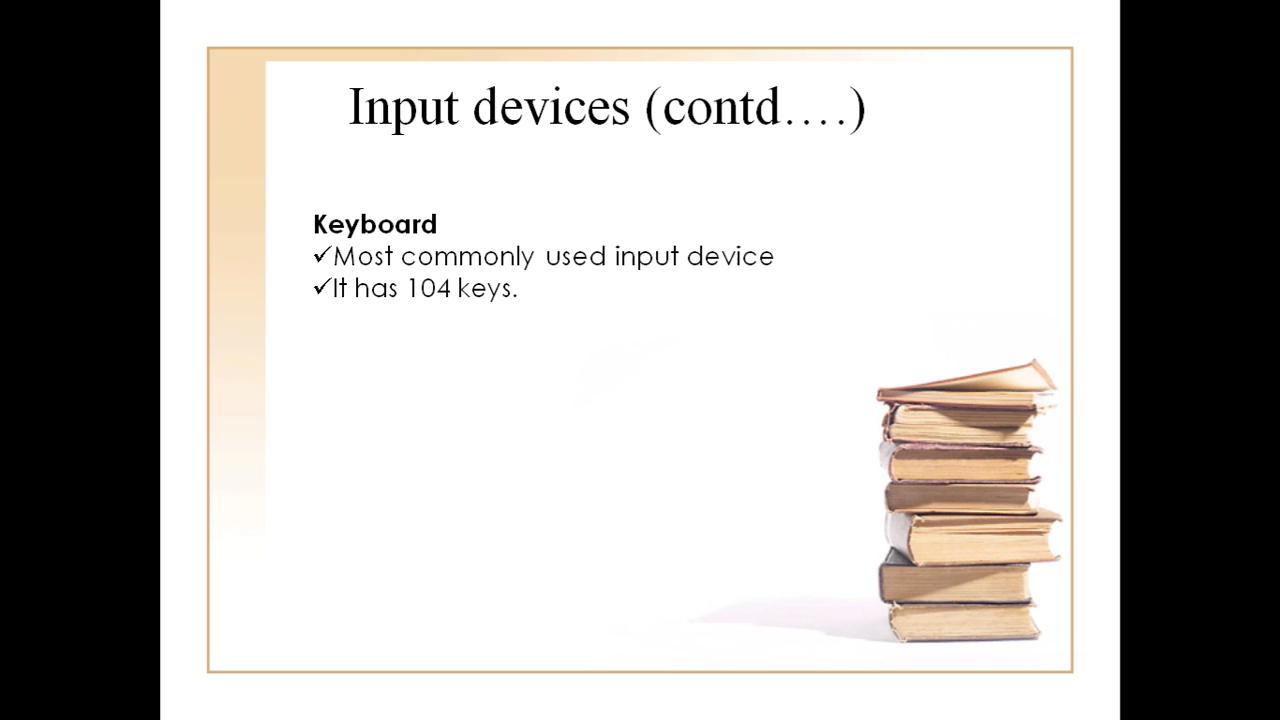 Input devices (contd….)
Keyboard
✓Most commonly used input device
✓It has 104 keys.